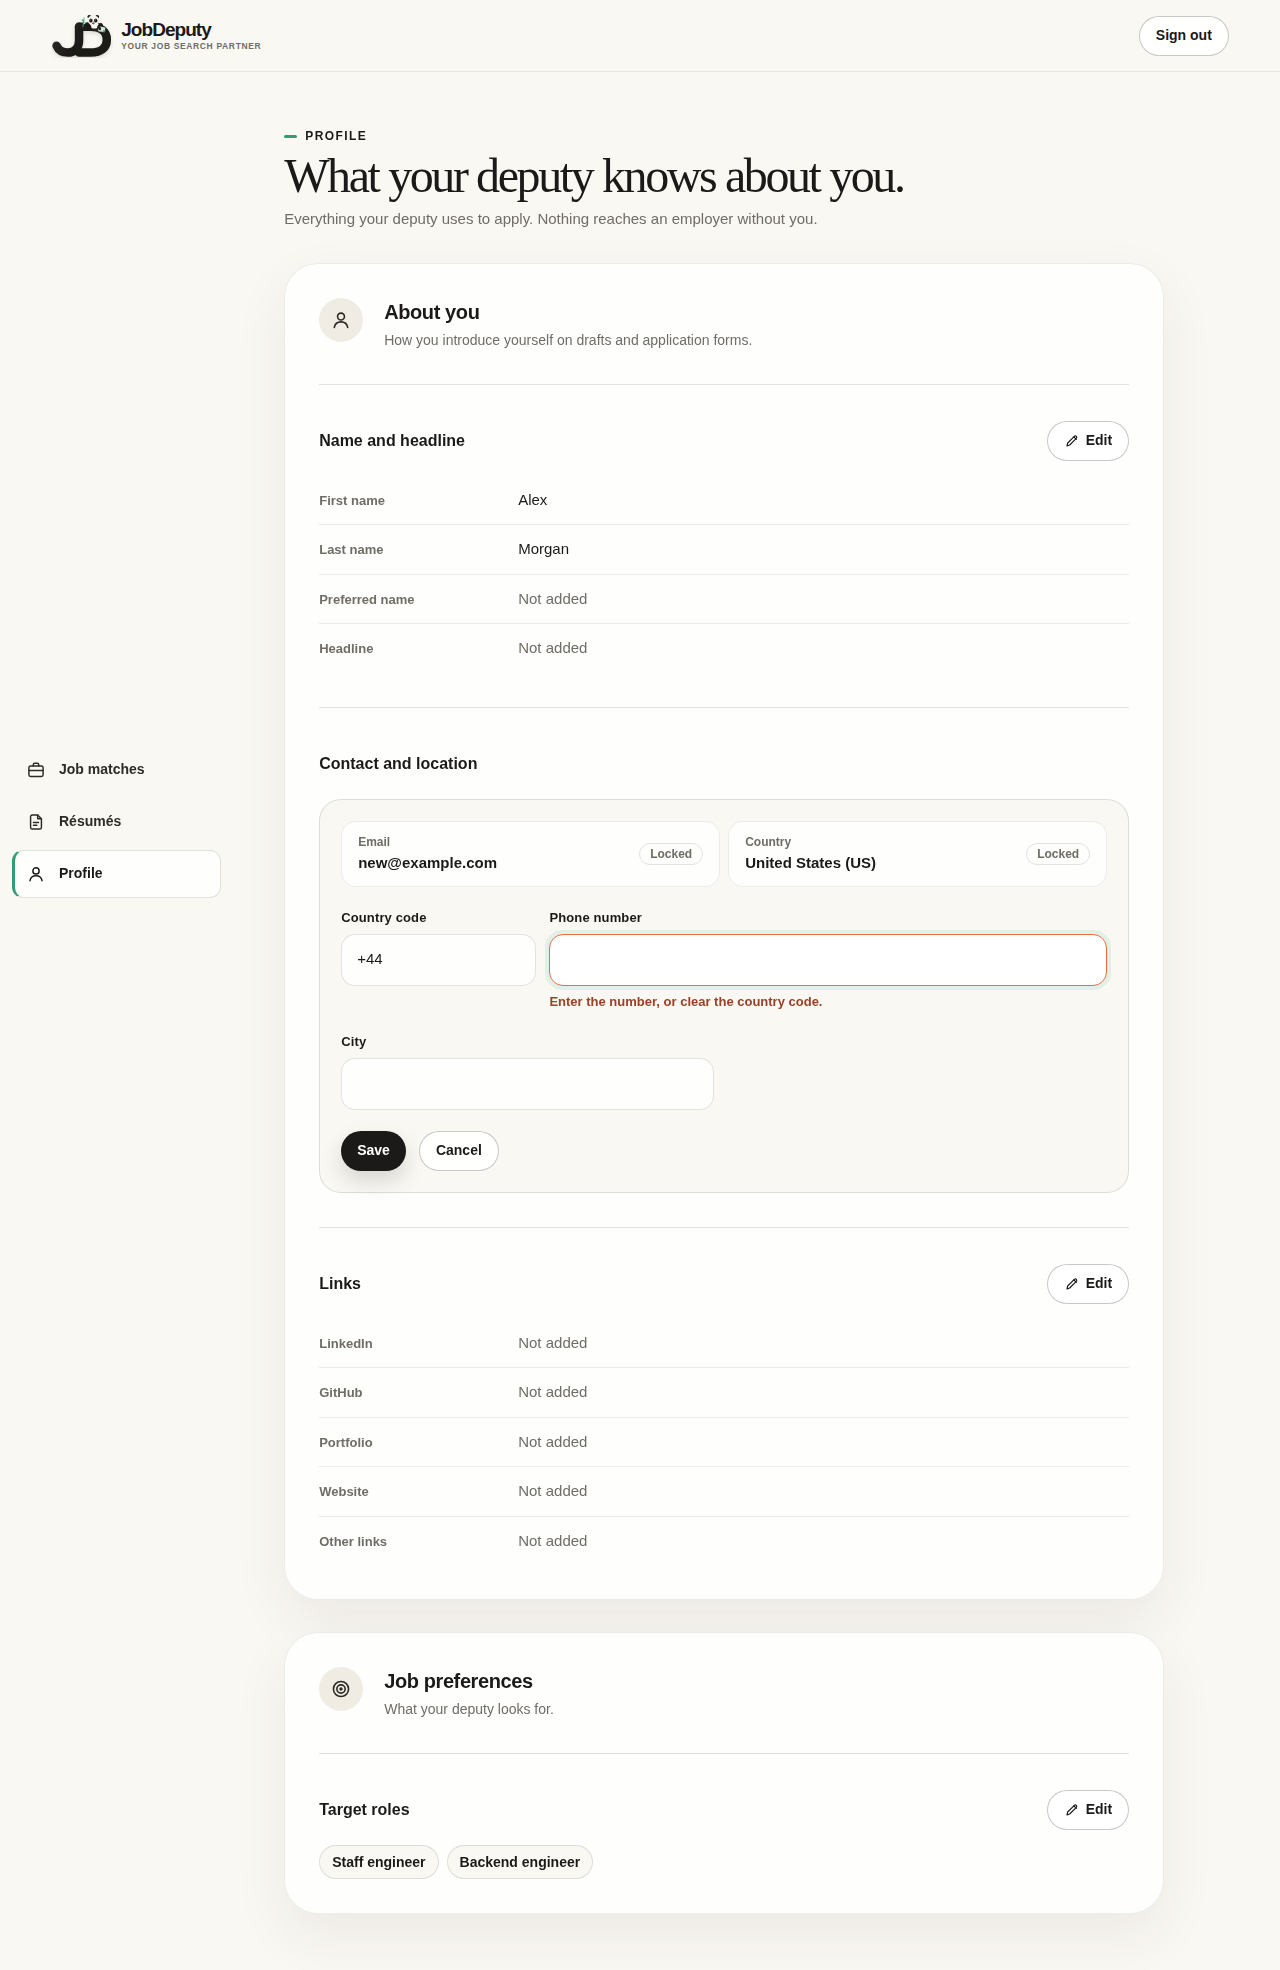 JobDeputy
YOUR JOB SEARCH PARTNER
Sign out
PROFILE
What your deputy knows about you.
Everything your deputy uses to apply. Nothing reaches an employer without you.
About you
How you introduce yourself on drafts and application forms.
Name and headline
Edit
First name Alex
Last name Morgan
Preferred name Not added
Headline Not added
Job matches
Résumés
Profile
Contact and location
Email
new@example.com
Locked
Country
United States (US)
Locked
Country code
+44
Phone number
Enter the number, or clear the country code.
City
Save
Cancel
Links
Edit
LinkedIn Not added
GitHub Not added
Portfolio Not added
Website Not added
Other links Not added
Job preferences
What your deputy looks for.
Target roles
Edit
Staff engineer
Backend engineer